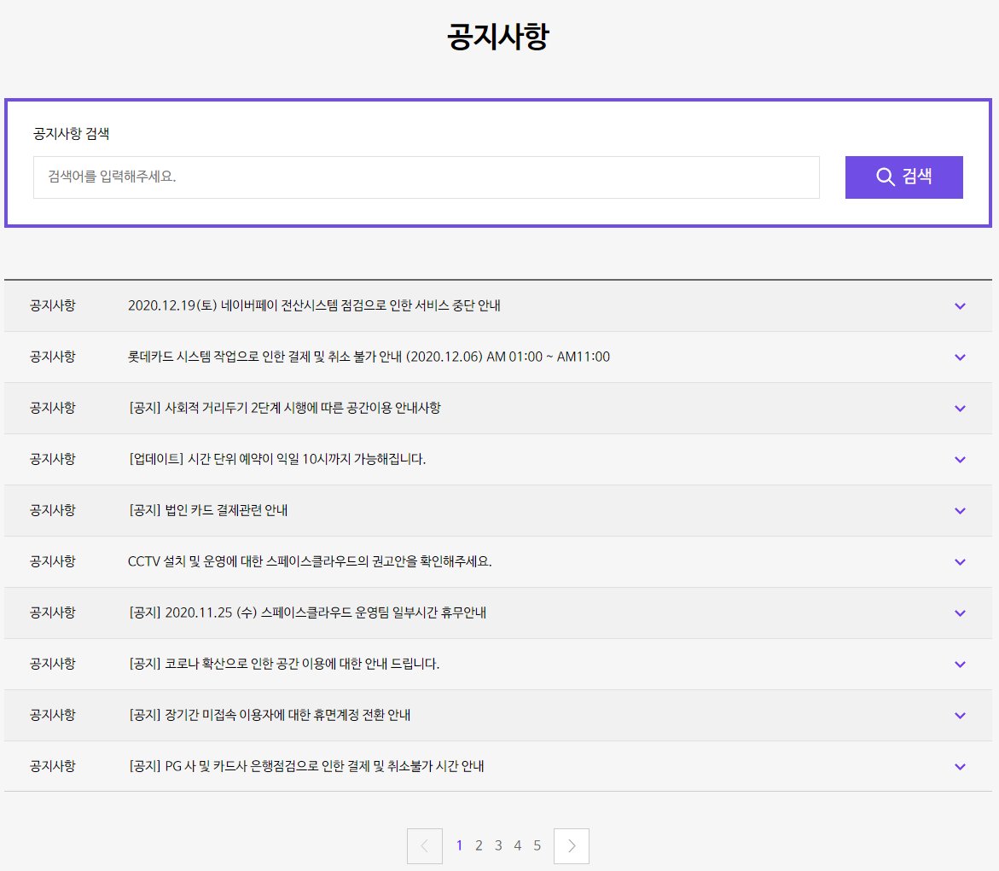 공지사항
공지사항 검색
검색어를 입력해주세요.
검색
공지사항 2020.12.19(토) 네이버페이 전산시스템 점검으로 인한 서비스 중단 안내
공지사항 롯데카드 시스템 작업으로 인한 결제 및 취소 불가 안내 (2020.12.06) AM 01:00 ~ AM11:00
공지사항 [공지] 사회적 거리두기 2단계 시행에 따른 공간이용 안내사항
공지사항 [업데이트] 시간 단위 예약이 익일 10시까지 가능해집니다.
공지사항 [공지] 법인 카드 결제관련 안내
공지사항 CCTV 설치 및 운영에 대한 스페이스클라우드의 권고안을 확인해주세요.
공지사항 [공지] 2020.11.25 (수) 스페이스클라우드 운영팀 일부시간 휴무안내
공지사항 [공지] 코로나 확산으로 인한 공간 이용에 대한 안내 드립니다.
공지사항 [공지] 장기간 미접속 이용자에 대한 휴면계정 전환 안내
공지사항 [공지] PG 사 및 카드사 은행점검으로 인한 결제 및 취소불가 시간 안내
1 2 3 4 5